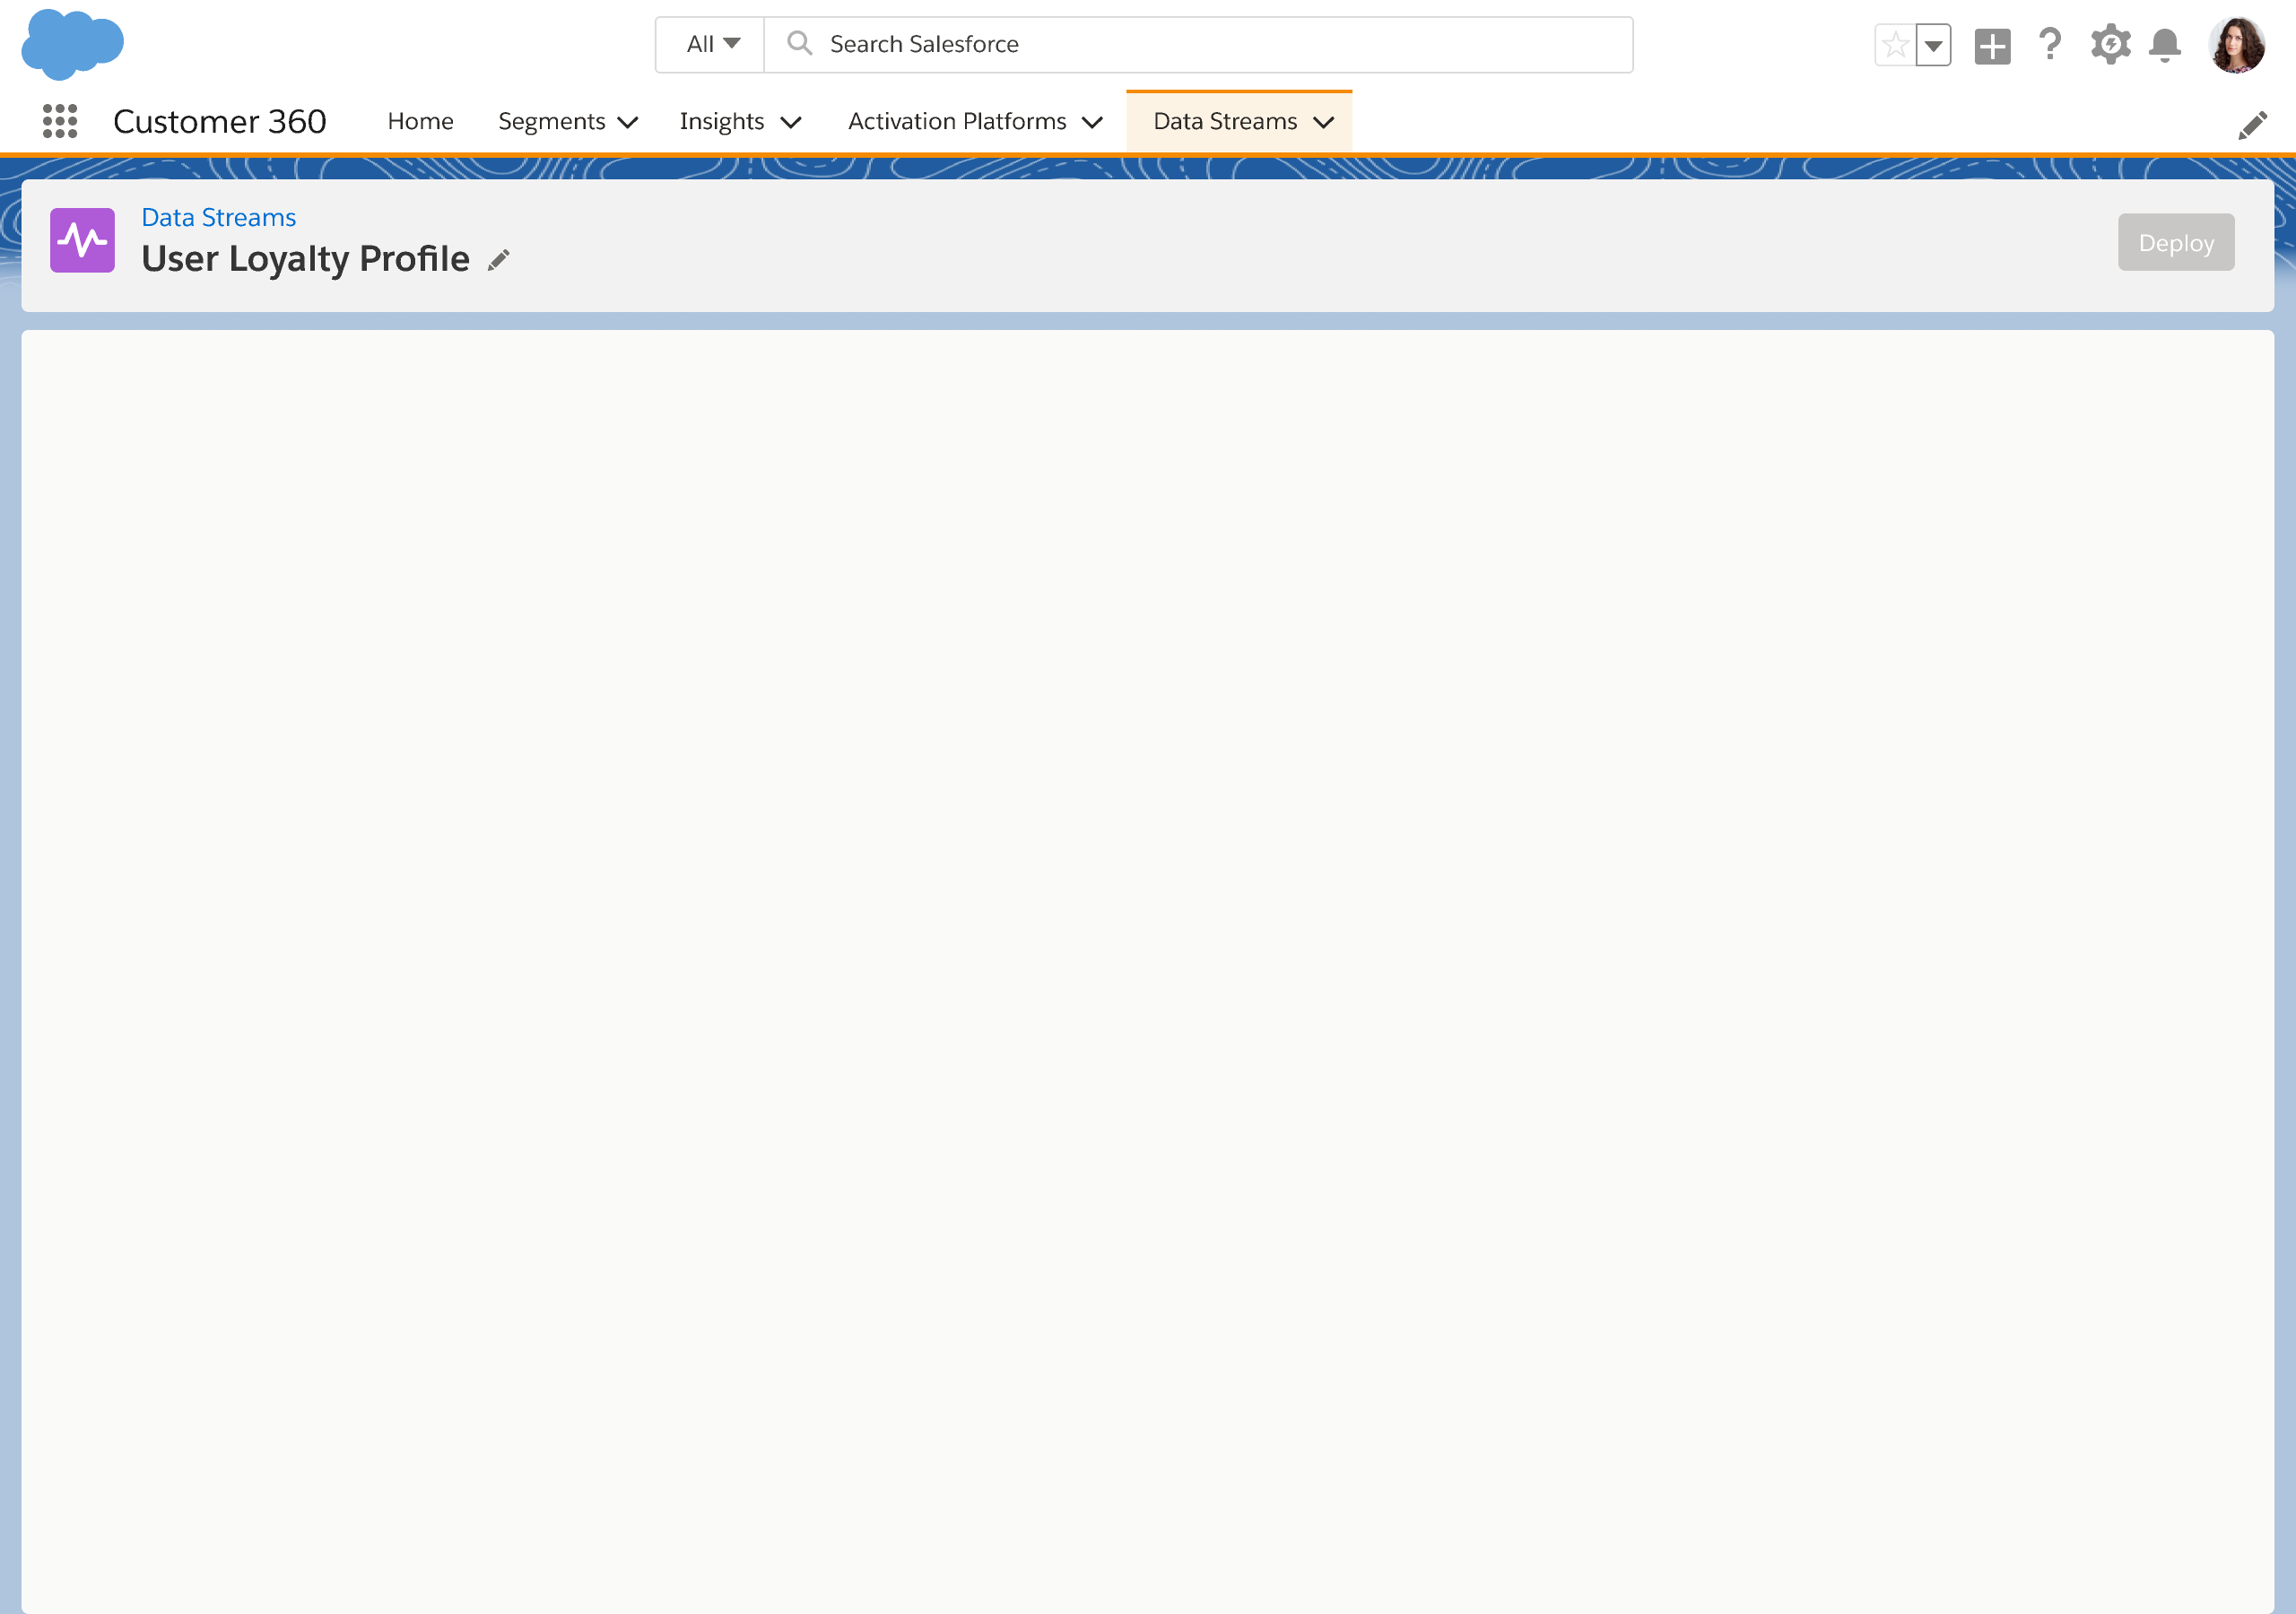 All
Search Salesforce
Customer 360
Home
Segments
Insights
Activation Platforms
Data Streams
Data Streams
User Loyalty Profile
Deploy